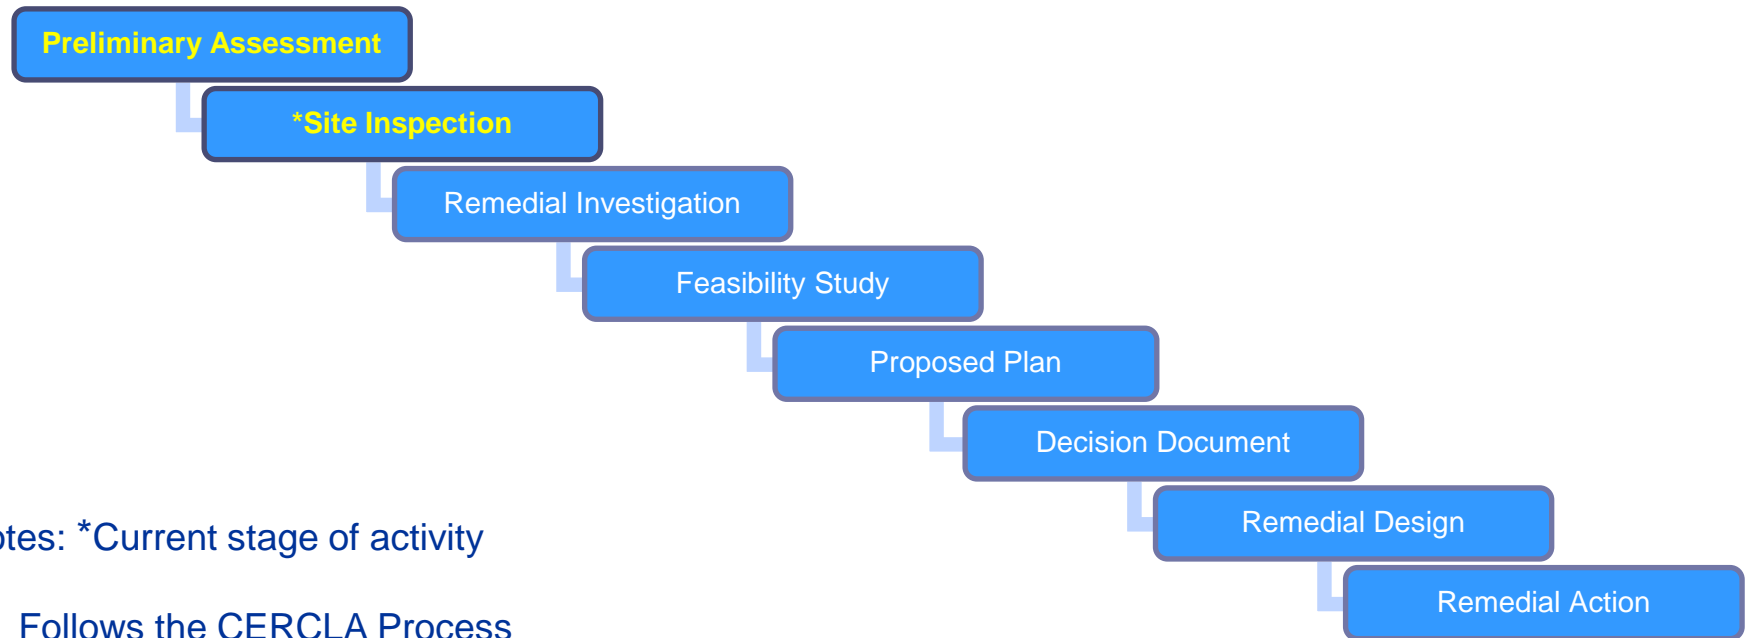 Preliminary Assessment
*Site Inspection
Remedial Investigation
Feasibility Study
Proposed Plan
Decision Document
Remedial Design
otes: *Current stage of activity
Remedial Action
Follows the CERCLA Process